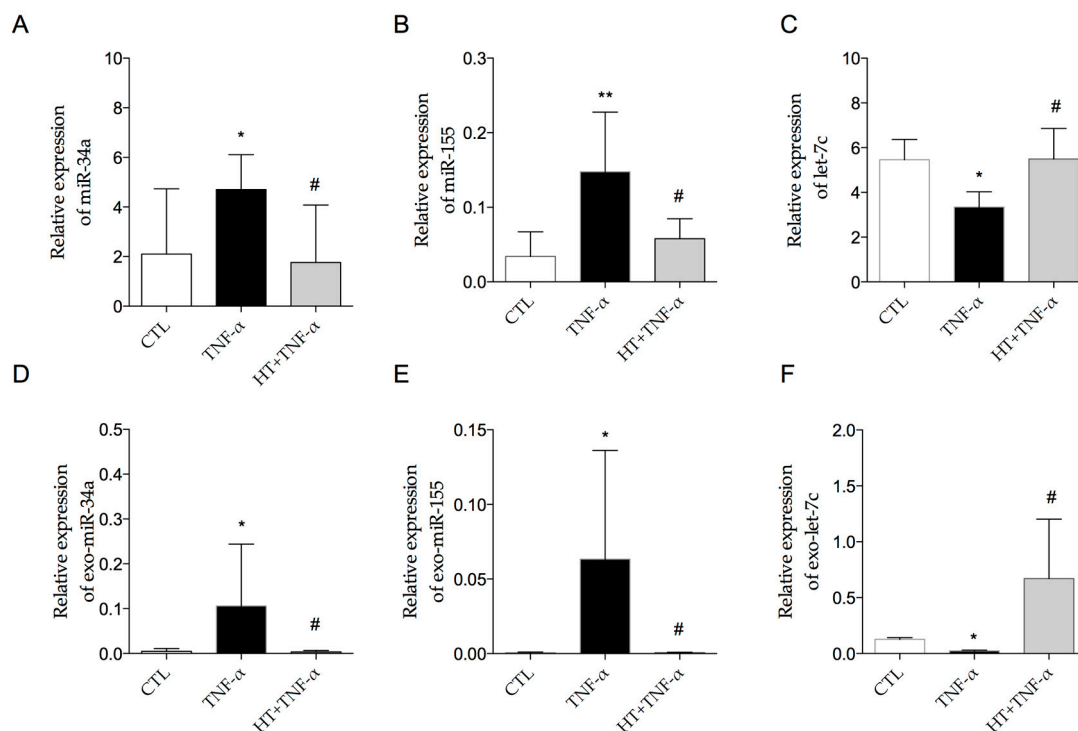 A
Relative expression
of miR-34a
10
8
6
4
2
0
*
#
CTL
TNF-α
HT+TNF-α
B
Relative expression
of miR-155
0.3
0.2
0.1
0.0
**
#
CTL
TNF-α
HT+TNF-α
C
Relative expression
of let-7c
10
8
6
4
2
0
*
#
CTL
TNF-α
HT+TNF-α
D
Relative expression
of exo-miR-34a
0.5
0.4
0.3
0.2
0.1
0.0
*
#
CTL
TNF-α
HT+TNF-α
E
Relative expression
of exo-miR-155
0.15
0.10
0.05
0.00
*
#
CTL
TNF-α
HT+TNF-α
F
Relative expression
of exo-let-7c
2.0
1.5
1.0
0.5
0.0
*
#
CTL
TNF-α
HT+TNF-α